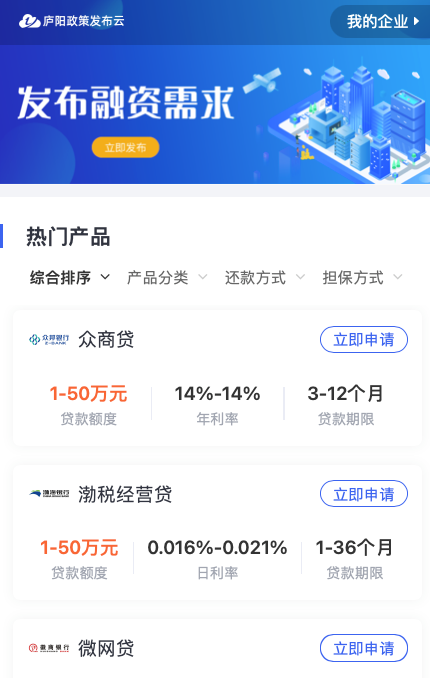 庐阳政策发布云
我的企业
发布融资需求
立即发布
热门产品
综合排序 产品分类 还款方式 担保方式
众邦银行
Z-BANK
众商贷
立即申请
1-50万元 14%-14% 3-12个月
贷款额度 年利率 贷款期限
渤海银行
渤税经营贷
立即申请
1-50万元 0.016%-0.021% 1-36个月
贷款额度 日利率 贷款期限
徽商银行
微网贷
立即申请